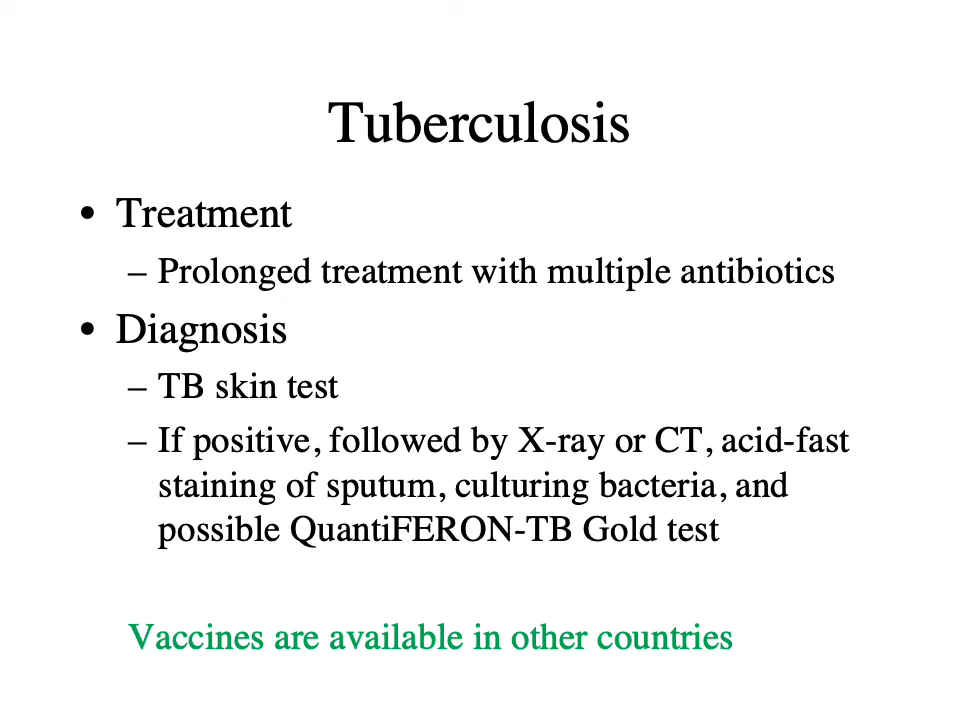 Tuberculosis
• Treatment
– Prolonged treatment with multiple antibiotics
• Diagnosis
– TB skin test
– If positive, followed by X-ray or CT, acid-fast
staining of sputum, culturing bacteria, and
possible QuantiFERON-TB Gold test
Vaccines are available in other countries